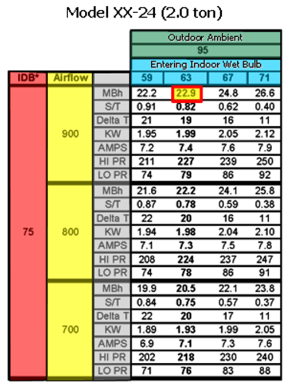 Model XX-24 (2.0 ton)
Outdoor Ambient
95
Entering Indoor Wet Bulb
IDB* Airflow 59 63 67 71
MBh 22.2 22.9 24.8 26.6
S/T 0.91 0.82 0.62 0.40
Delta T 21 19 16 11
900 KW 1.95 1.99 2.05 2.12
AMPS 7.2 7.4 7.6 7.9
HI PR 211 227 239 250
LO PR 74 79 86 92
MBh 21.6 22.2 24.1 25.8
S/T 0.87 0.78 0.59 0.38
Delta T 22 20 16 11
75 800 KW 1.94 1.98 2.04 2.10
AMPS 7.1 7.3 7.5 7.8
HI PR 208 224 237 247
LO PR 74 78 86 91
MBh 19.9 20.5 22.1 23.8
S/T 0.84 0.75 0.57 0.37
Delta T 22 20 17 11
700 KW 1.89 1.93 1.99 2.05
AMPS 6.9 7.1 7.3 7.6
HI PR 202 218 230 240
LO PR 71 76 83 88